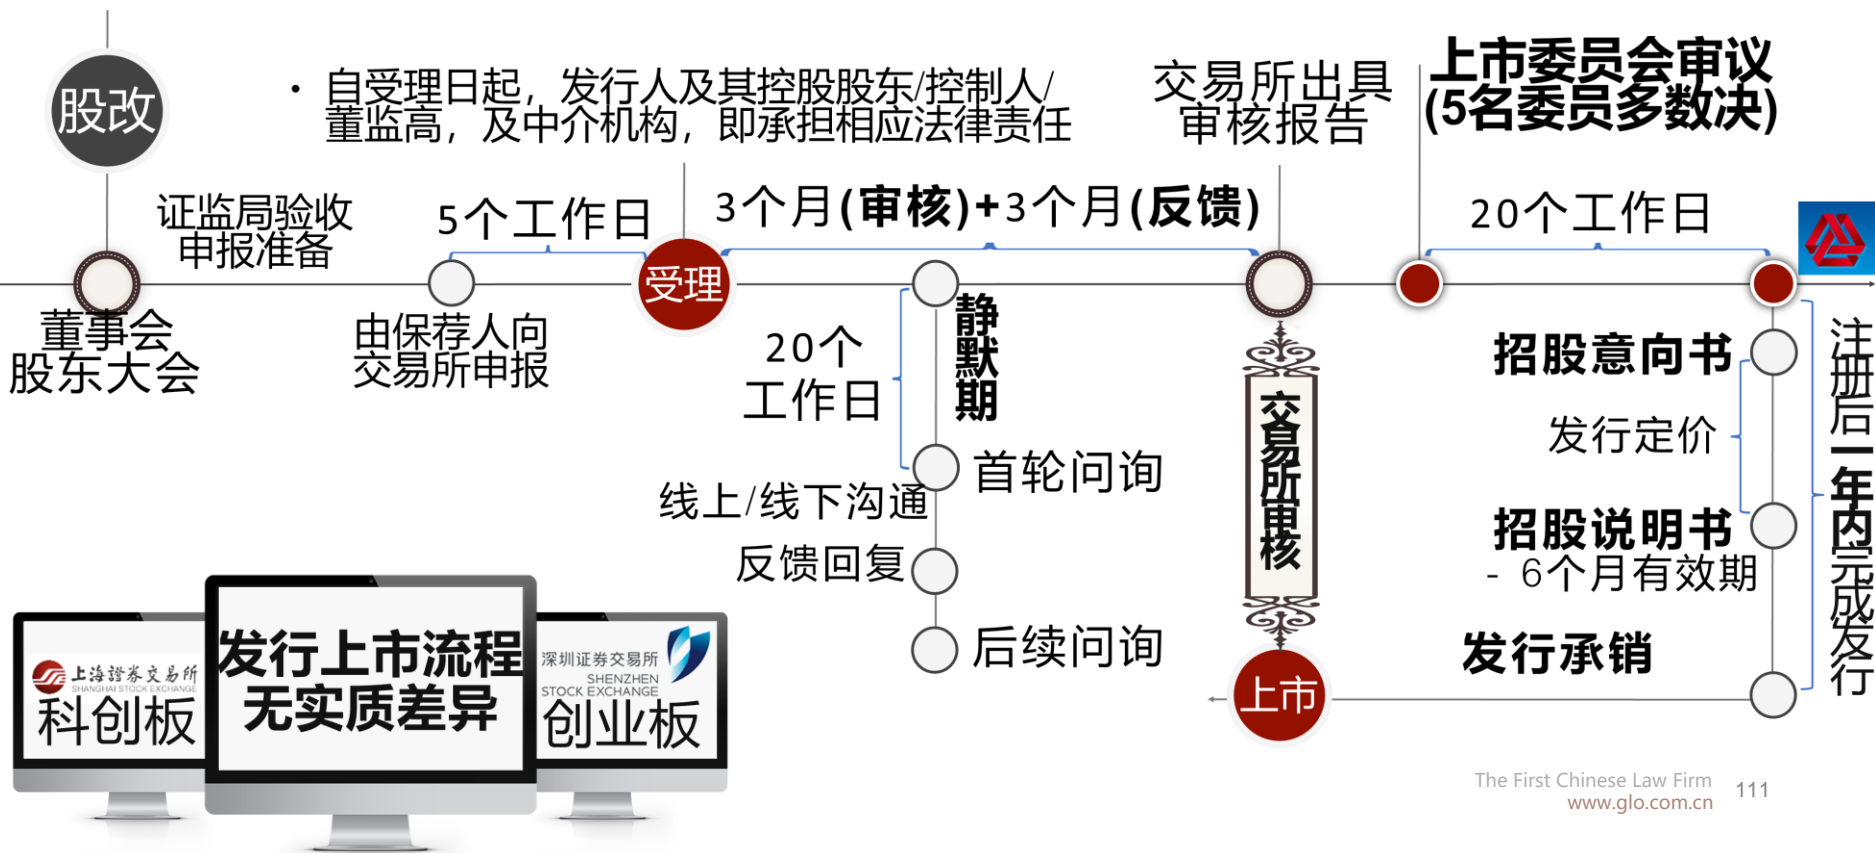 股改
• 自受理日起，发行人及其控股股东/控制人/
董监高，及中介机构，即承担相应法律责任
交易所出具
审核报告
上市委员会审议
(5名委员多数决)
证监局验收
申报准备
5个工作日
3个月(审核)+3个月(反馈)
20个工作日
受理
董事会
股东大会
由保荐人向
交易所申报
静默期
20个
工作日
首轮问询
线上/线下沟通
反馈回复
后续问询
交易所审核
上市
招股意向书
发行定价
招股说明书
- 6个月有效期
发行承销
注册后一年内完成发行
上海證券交易所
SHANGHAI STOCK EXCHANGE
科创板
发行上市流程
无实质差异
深圳证券交易所
SHENZHEN
STOCK EXCHANGE
创业板
The First Chinese Law Firm
www.glo.com.cn
111